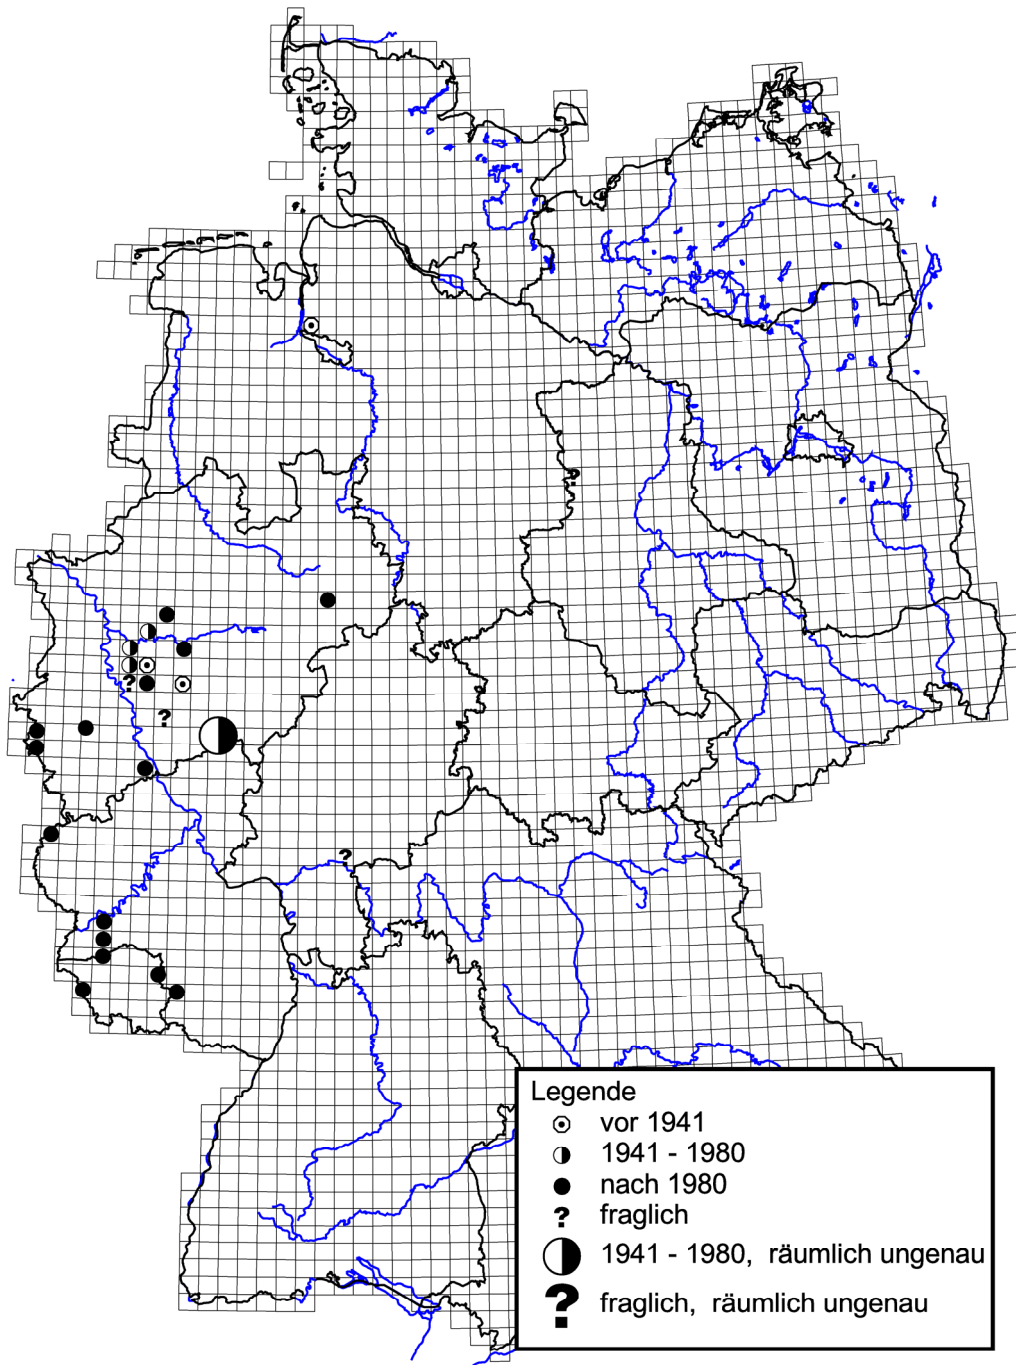 Legende
vor 1941
1941 - 1980
nach 1980
? fraglich
1941 - 1980, räumlich ungenau
? fraglich, räumlich ungenau